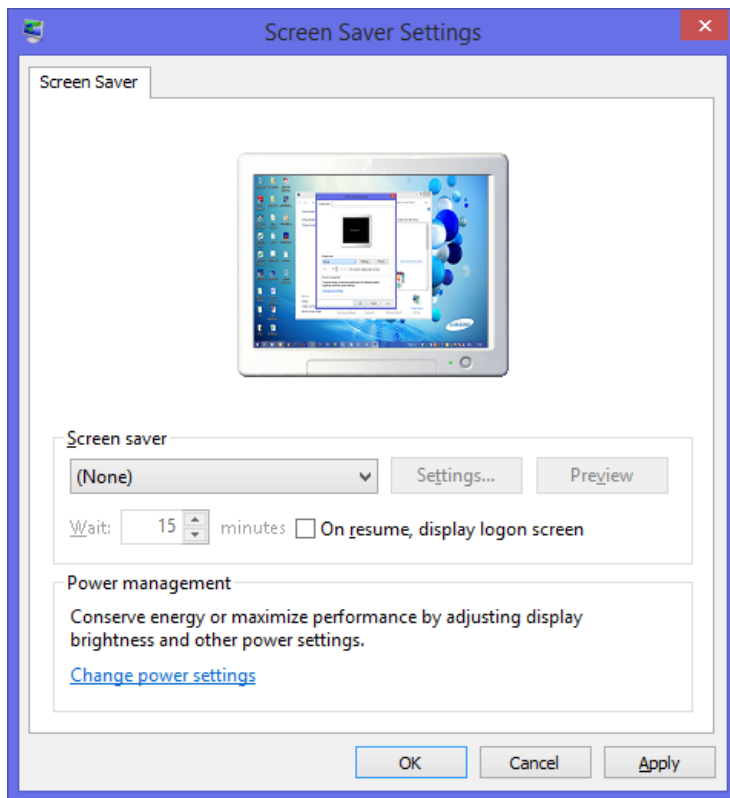 Screen Saver Settings
Screen Saver
SAMSUNG
Screen saver
(None)
Settings...
Preview
Wait: 15 minutes
On resume, display logon screen
Power management
Conserve energy or maximize performance by adjusting display
brightness and other power settings.
Change power settings
OK
Cancel
Apply